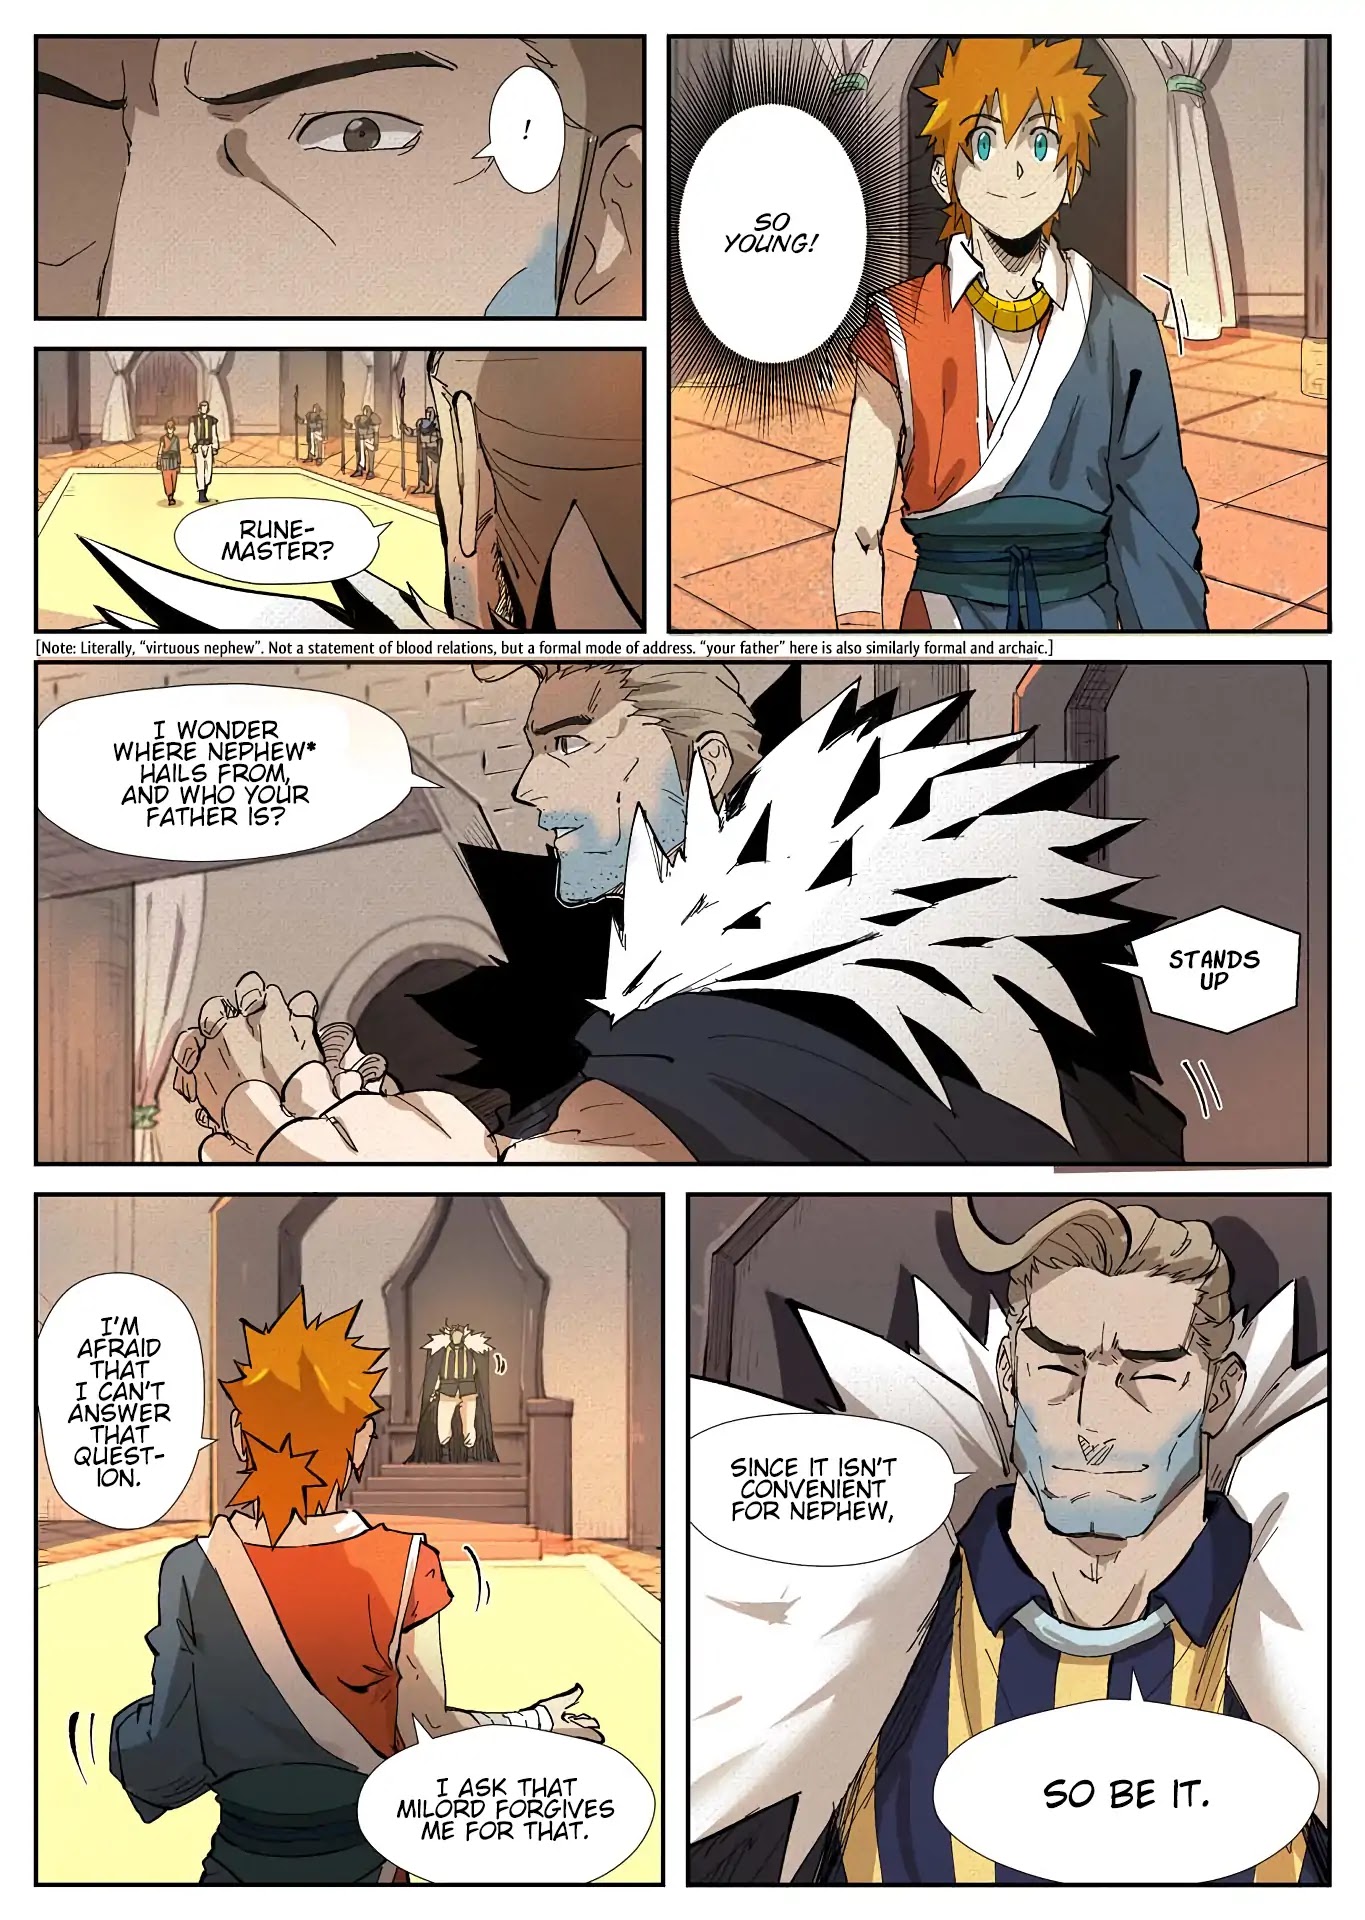 !
SO
YOUNG!
RUNE-
MASTER?
[Note: Literally, “virtuous nephew”. Not a statement of blood relations, but a formal mode of address. “your father” here is also similarly formal and archaic.]
I WONDER
WHERE NEPHEW*
HAILS FROM,
AND WHO YOUR
FATHER IS?
STANDS
UP
I'M
AFRAID
THAT
I CAN'T
ANSWER
THAT
QUEST-
ION.
I ASK THAT
MILORD FORGIVES
ME FOR THAT.
SINCE IT ISN'T
CONVENIENT
FOR NEPHEW,
SO BE IT.